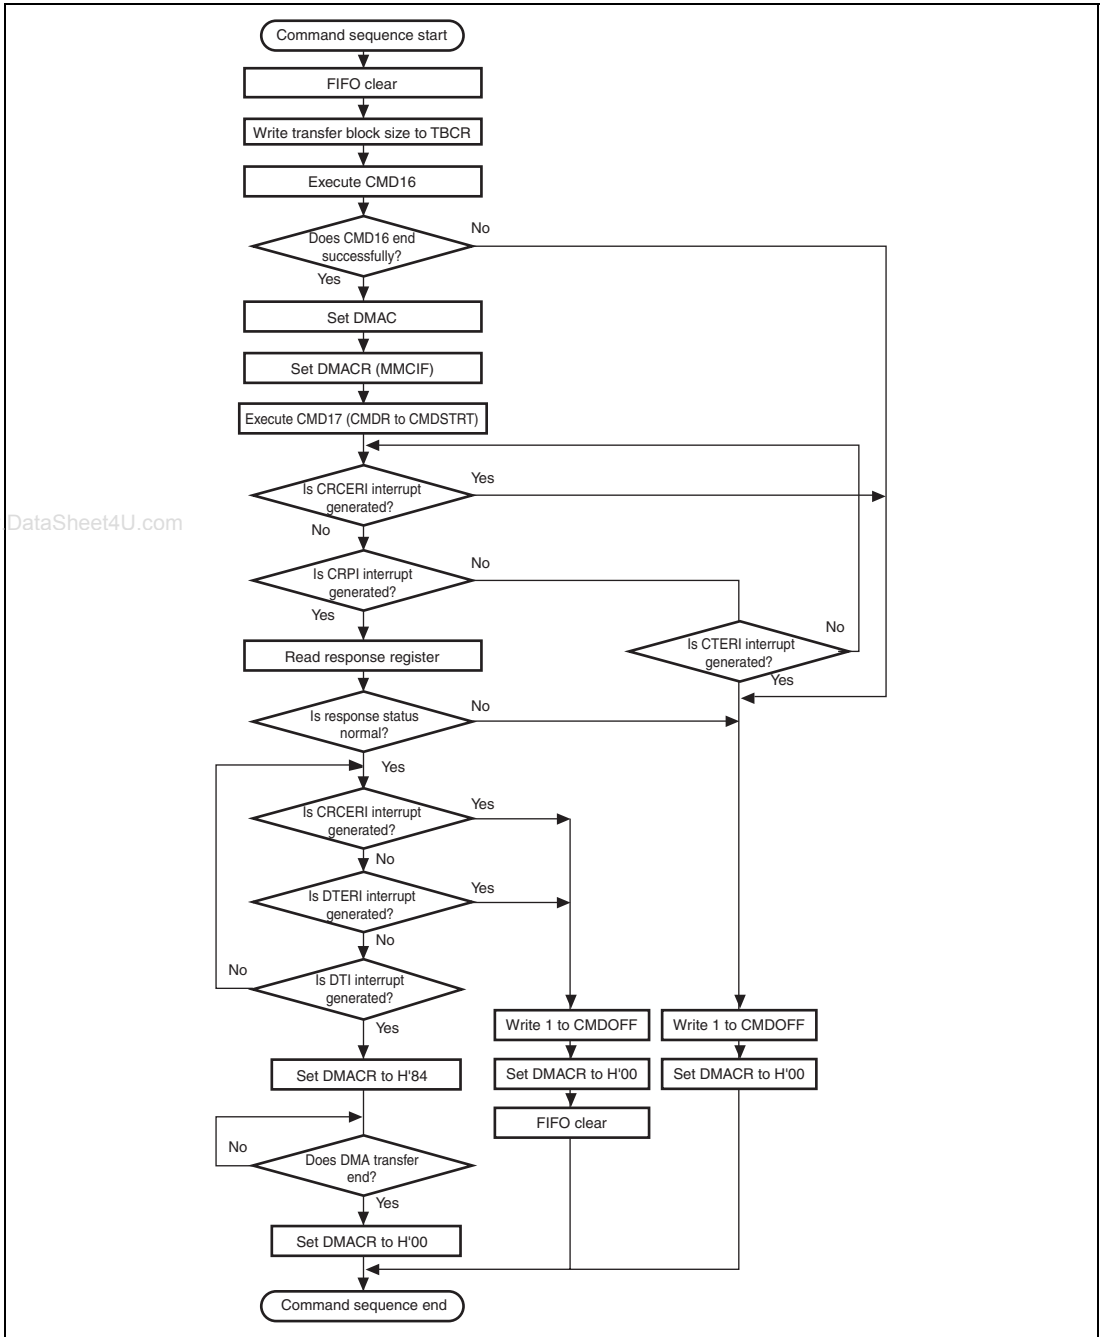 Command sequence start
FIFO clear
Write transfer block size to TBCR
Execute CMD16
Does CMD16 end
successfully?
No
Yes
Set DMAC
Set DMACR (MMCIF)
Execute CMD17 (CMDR to CMDSTRT)
Is CRCERI interrupt
generated?
Yes
DataSheet4U.com
No
Is CRPI interrupt
generated?
No
Yes
Is CTERI interrupt
generated?
No
Yes
Read response register
Is response status
normal?
No
Yes
Is CRCERI interrupt
generated?
Yes
No
Is DTERI interrupt
generated?
Yes
No
Is DTI interrupt
generated?
No
Yes
Write 1 to CMDOFF
Write 1 to CMDOFF
Set DMACR to H'84
Set DMACR to H'00
Set DMACR to H'00
FIFO clear
Does DMA transfer
end?
No
Yes
Set DMACR to H'00
Command sequence end